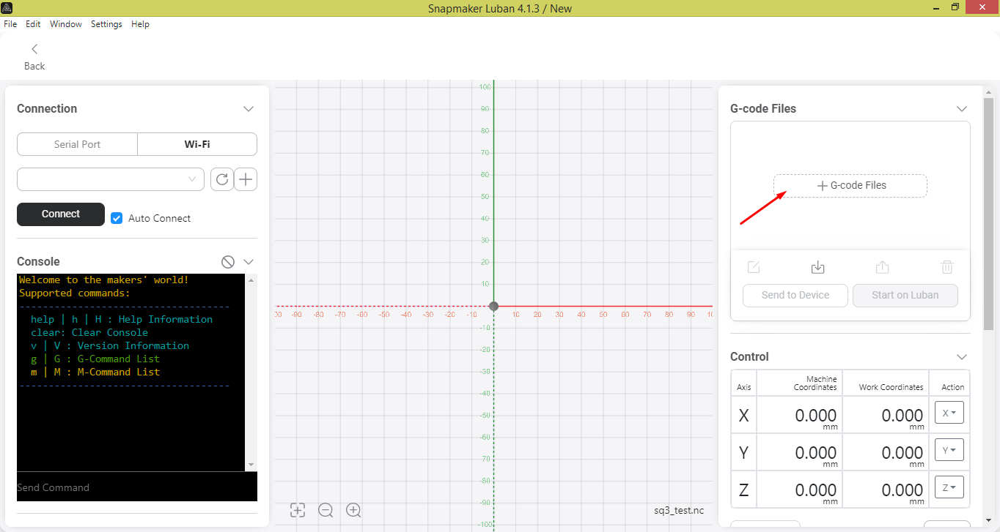 Snapmaker Luban 4.1.3 / New
File Edit Window Settings Help
Back
Connection
Serial Port Wi-Fi
Connect Auto Connect
Console
Welcome to the makers' world!
Supported commands:
------------------------------------
help | h | H : Help Information
clear: Clear Console
v | V : Version Information
g | G : G-Command List
m | M : M-Command List
------------------------------------
Send Command
100
90
80
70
60
50
40
30
20
10
00 -90 -80 -70 -60 -50 -40 -30 -20 -10 10 20 30 40 50 60 70 80 90 10
-10
-20
-30
-40
-50
-60
-70
-80
-90
-100
sq3_test.nc
G-code Files
G-code Files
Send to Device Start on Luban
Control
Axis Machine Coordinates Work Coordinates Action
X 0.000 mm 0.000 mm X
Y 0.000 mm 0.000 mm Y
Z 0.000 mm 0.000 mm Z